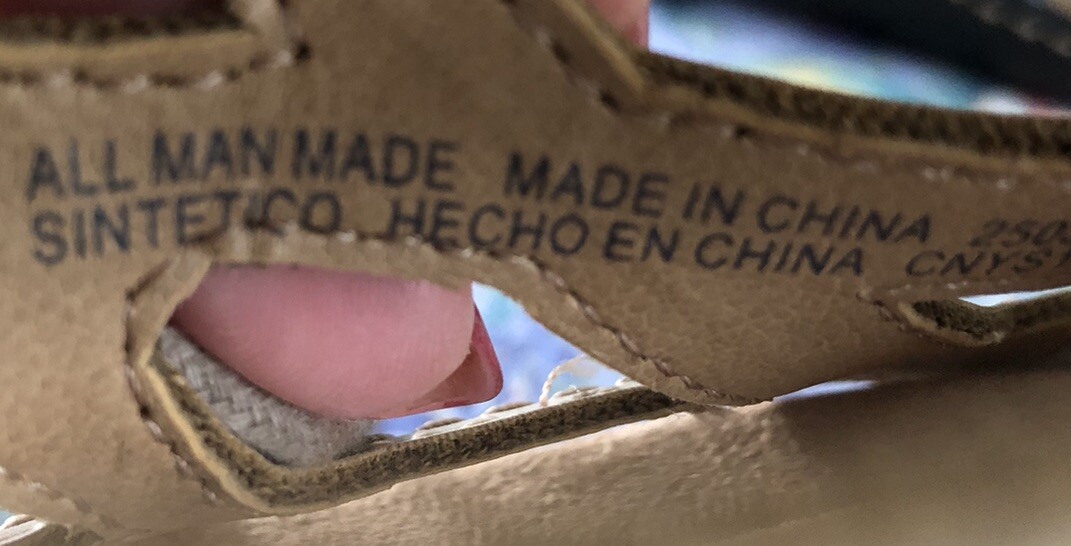 ALL MAN MADE MADE IN CHINA
SINTETICO HECHO EN CHINA